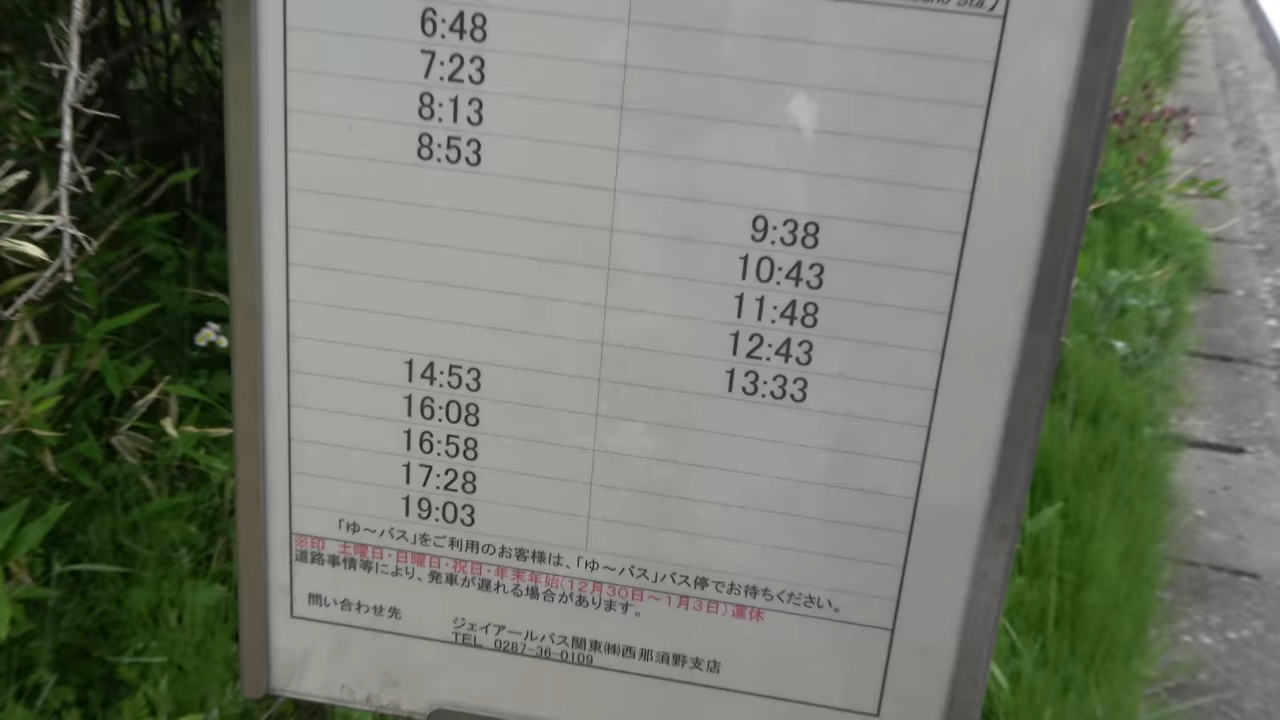 Sta.)
6:48
7:23
8:13
8:53
9:38
10:43
11:48
12:43
13:33
14:53
16:08
16:58
17:28
19:03
「ゆ～バス」をご利用のお客様は、「ゆ～バス」バス停でお待ちください。
※印 土曜日・日曜日・祝日・年末年始(12月30日～1月3日)運休
道路事情等により、発車が遅れる場合があります。
問い合わせ先
ジェイアールバス関東㈱西那須野支店
TEL 0287-36-0109